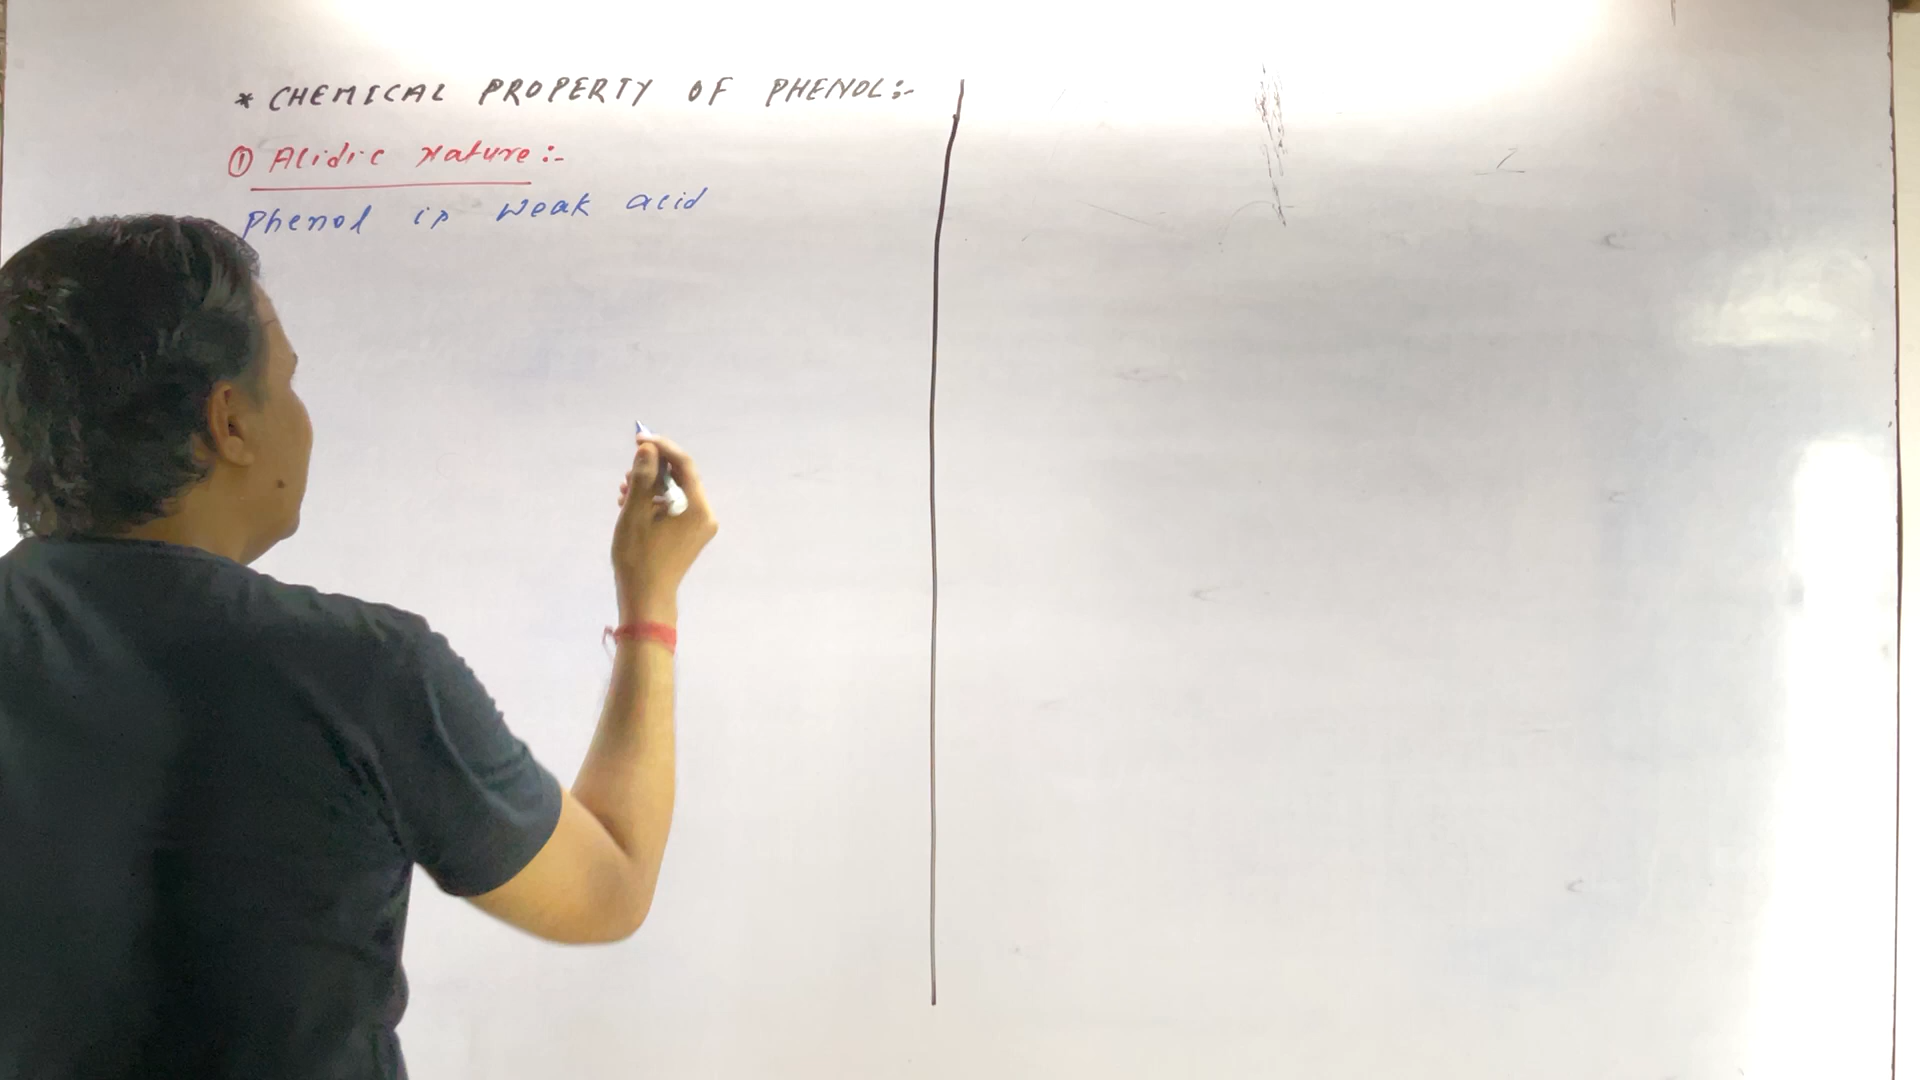 * CHEMICAL PROPERTY OF PHENOL:-
① Acidic Nature:-
Phenol is weak acid